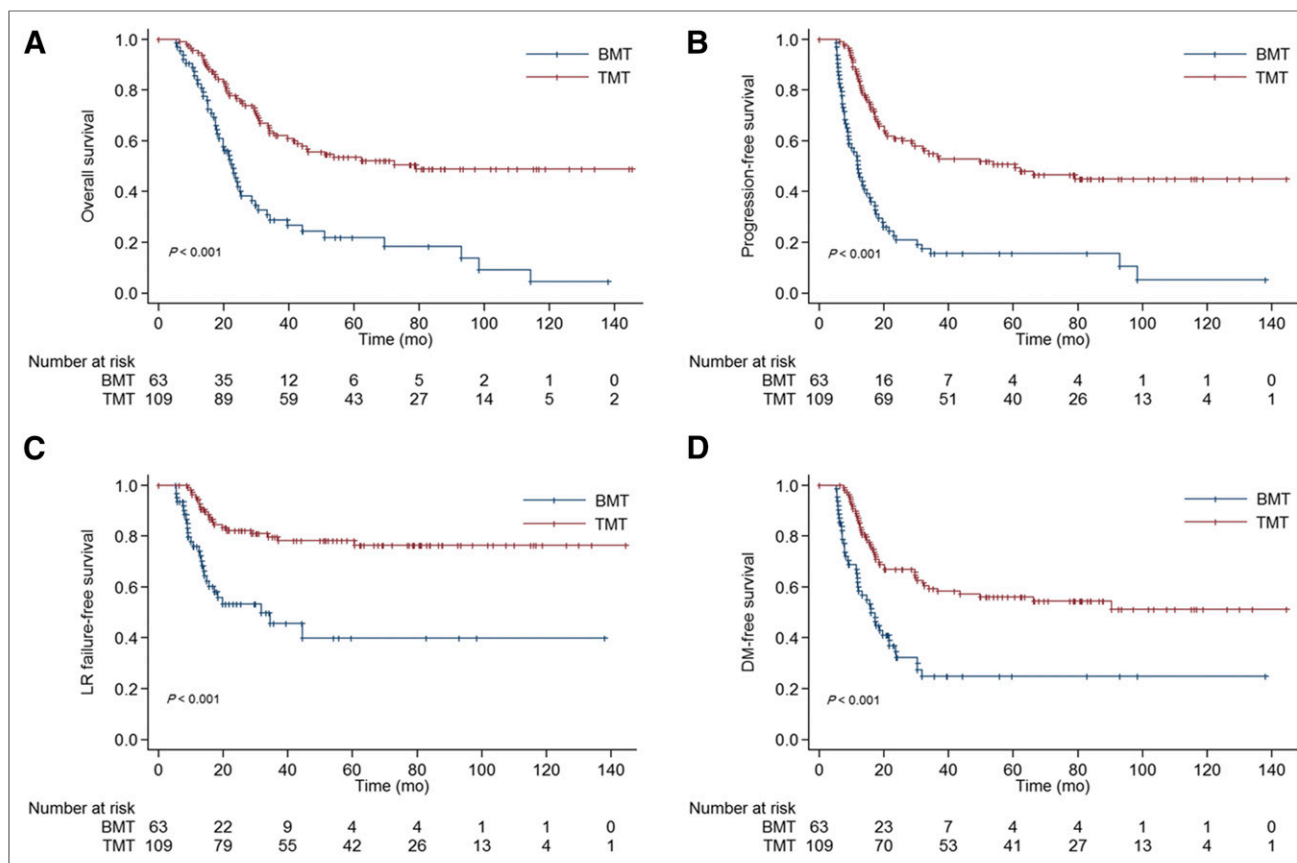 A
1.0
0.8
0.6
0.4
0.2
0.0
Overall survival
BMT
TMT
P < 0.001
0 20 40 60 80 100 120 140
Time (mo)
Number at risk
BMT 63 35 12 6 5 2 1 0
TMT 109 89 59 43 27 14 5 2
B
1.0
0.8
0.6
0.4
0.2
0.0
Progression-free survival
BMT
TMT
P < 0.001
0 20 40 60 80 100 120 140
Time (mo)
Number at risk
BMT 63 16 7 4 4 1 1 0
TMT 109 69 51 40 26 13 4 1
C
1.0
0.8
0.6
0.4
0.2
0.0
LR failure-free survival
BMT
TMT
P < 0.001
0 20 40 60 80 100 120 140
Time (mo)
Number at risk
BMT 63 22 9 4 4 1 1 0
TMT 109 79 55 42 26 13 4 1
D
1.0
0.8
0.6
0.4
0.2
0.0
DM-free survival
BMT
TMT
P < 0.001
0 20 40 60 80 100 120 140
Time (mo)
Number at risk
BMT 63 23 7 4 4 1 1 0
TMT 109 70 53 41 27 13 4 1